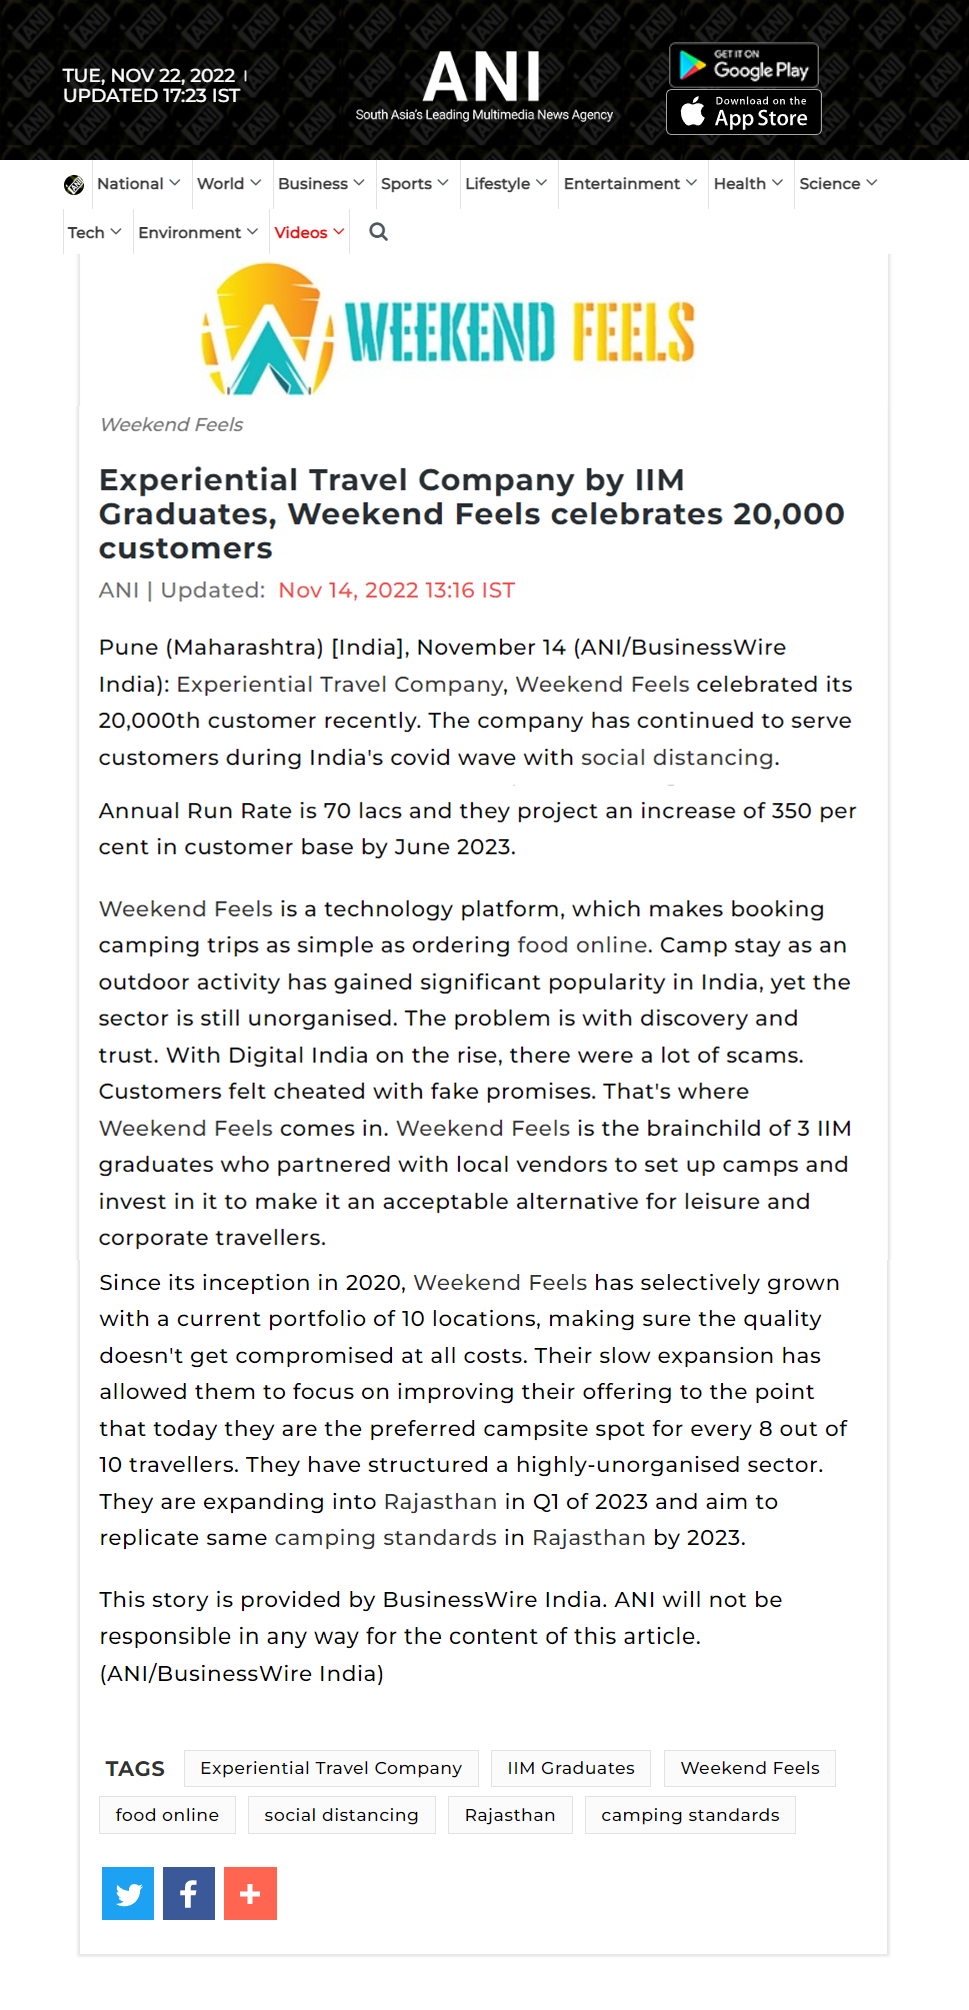 TUE, NOV 22, 2022 |
UPDATED 17:23 IST
ANI
South Asia's Leading Multimedia News Agency
GET IT ON
Google Play
Download on the
App Store
National World Business Sports Lifestyle Entertainment Health Science
Tech Environment Videos
WEEKEND FEELS
Weekend Feels
Experiential Travel Company by IIM
Graduates, Weekend Feels celebrates 20,000
customers
ANI | Updated: Nov 14, 2022 13:16 IST
Pune (Maharashtra) [India], November 14 (ANI/BusinessWire
India): Experiential Travel Company, Weekend Feels celebrated its
20,000th customer recently. The company has continued to serve
customers during India's covid wave with social distancing.
Annual Run Rate is 70 lacs and they project an increase of 350 per
cent in customer base by June 2023.
Weekend Feels is a technology platform, which makes booking
camping trips as simple as ordering food online. Camp stay as an
outdoor activity has gained significant popularity in India, yet the
sector is still unorganised. The problem is with discovery and
trust. With Digital India on the rise, there were a lot of scams.
Customers felt cheated with fake promises. That's where
Weekend Feels comes in. Weekend Feels is the brainchild of 3 IIM
graduates who partnered with local vendors to set up camps and
invest in it to make it an acceptable alternative for leisure and
corporate travellers.
Since its inception in 2020, Weekend Feels has selectively grown
with a current portfolio of 10 locations, making sure the quality
doesn't get compromised at all costs. Their slow expansion has
allowed them to focus on improving their offering to the point
that today they are the preferred campsite spot for every 8 out of
10 travellers. They have structured a highly-unorganised sector.
They are expanding into Rajasthan in Q1 of 2023 and aim to
replicate same camping standards in Rajasthan by 2023.
This story is provided by BusinessWire India. ANI will not be
responsible in any way for the content of this article.
(ANI/BusinessWire India)
TAGS Experiential Travel Company IIM Graduates Weekend Feels
food online social distancing Rajasthan camping standards